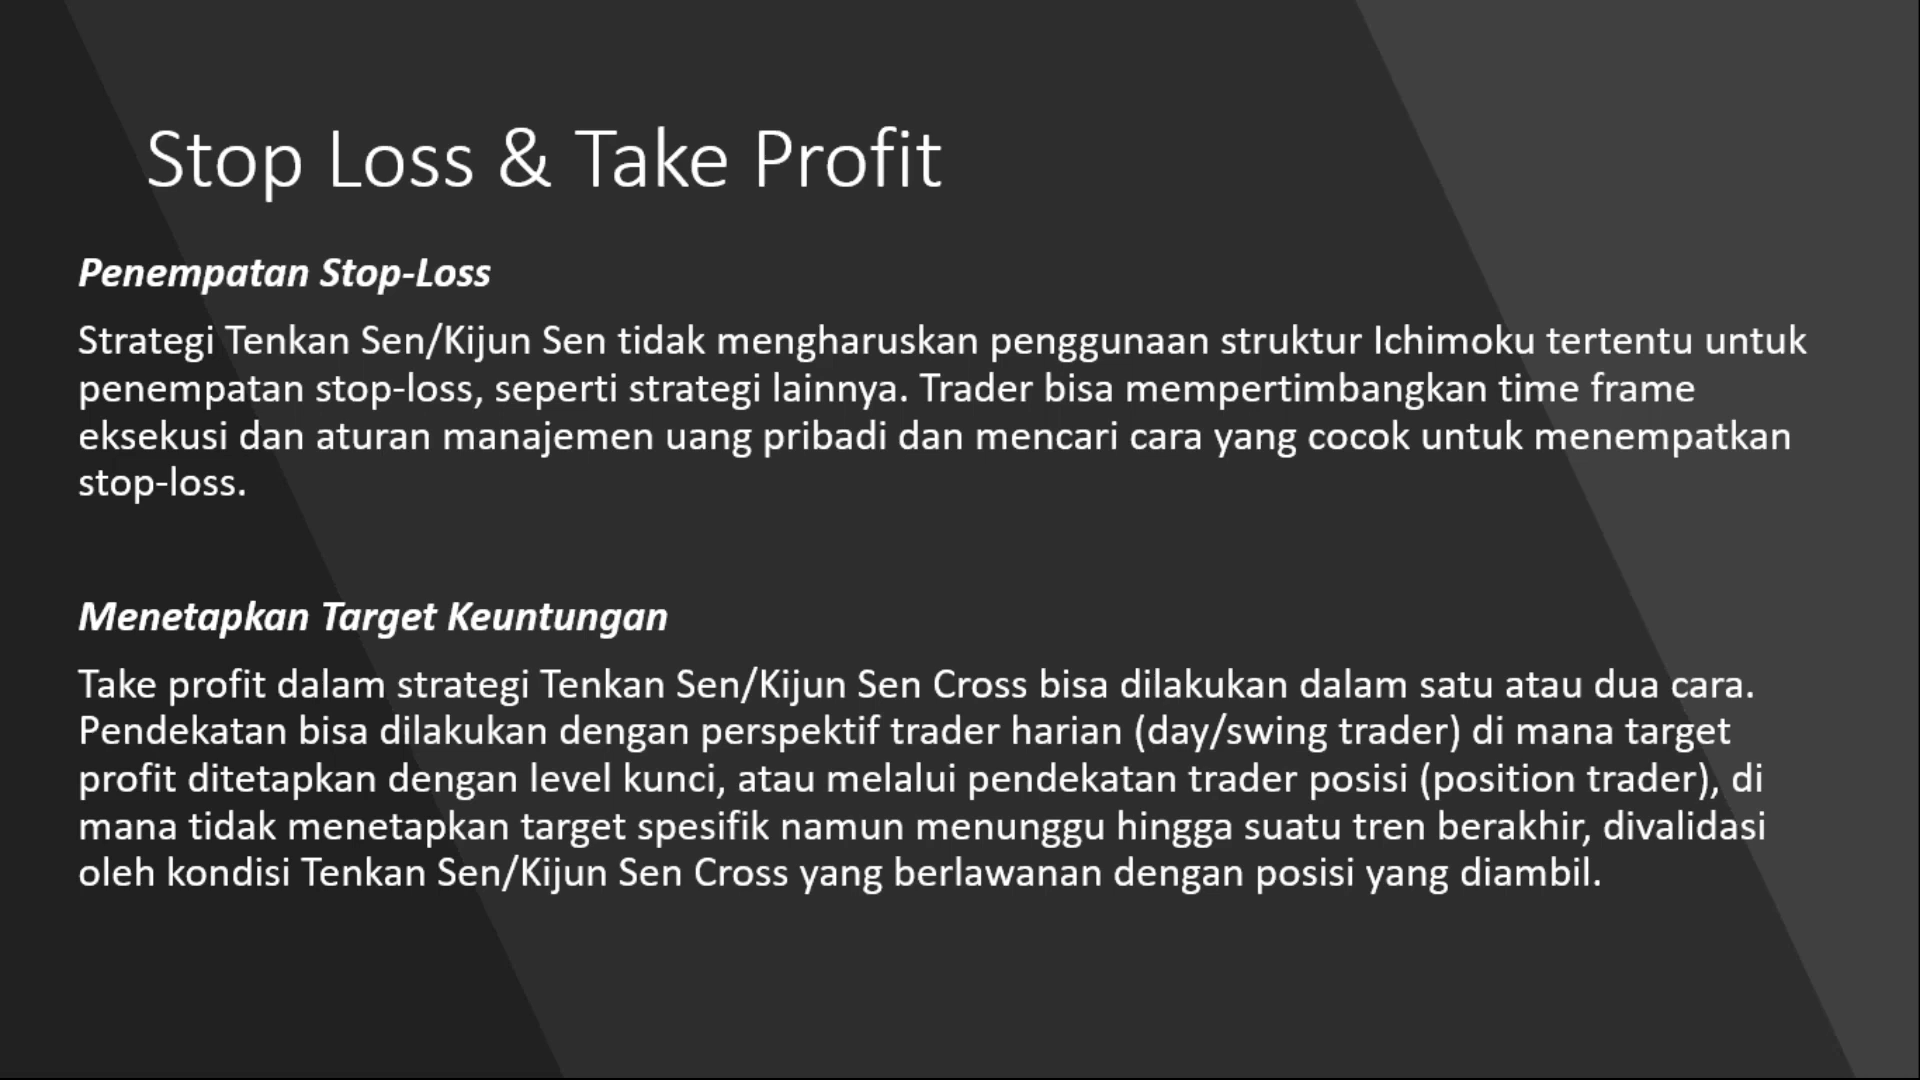 Stop Loss & Take Profit
Penempatan Stop-Loss
Strategi Tenkan Sen/Kijun Sen tidak mengharuskan penggunaan struktur Ichimoku tertentu untuk
penempatan stop-loss, seperti strategi lainnya. Trader bisa mempertimbangkan time frame
eksekusi dan aturan manajemen uang pribadi dan mencari cara yang cocok untuk menempatkan
stop-loss.
Menetapkan Target Keuntungan
Take profit dalam strategi Tenkan Sen/Kijun Sen Cross bisa dilakukan dalam satu atau dua cara.
Pendekatan bisa dilakukan dengan perspektif trader harian (day/swing trader) di mana target
profit ditetapkan dengan level kunci, atau melalui pendekatan trader posisi (position trader), di
mana tidak menetapkan target spesifik namun menunggu hingga suatu tren berakhir, divalidasi
oleh kondisi Tenkan Sen/Kijun Sen Cross yang berlawanan dengan posisi yang diambil.